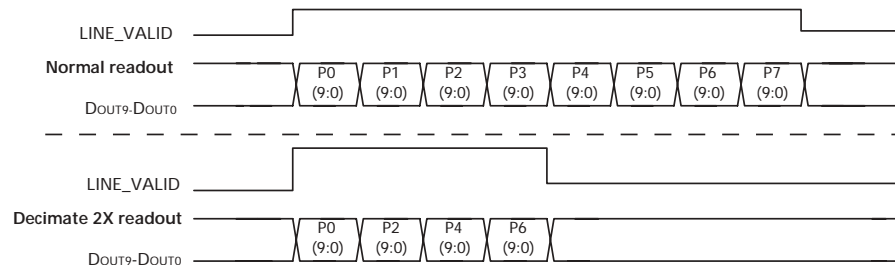 LINE_VALID
Normal readout
P0 P1 P2 P3 P4 P5 P6 P7
(9:0) (9:0) (9:0) (9:0) (9:0) (9:0) (9:0) (9:0)
DOUT9-DOUT0
LINE_VALID
Decimate 2X readout
P0 P2 P4 P6
(9:0) (9:0) (9:0) (9:0)
DOUT9-DOUT0